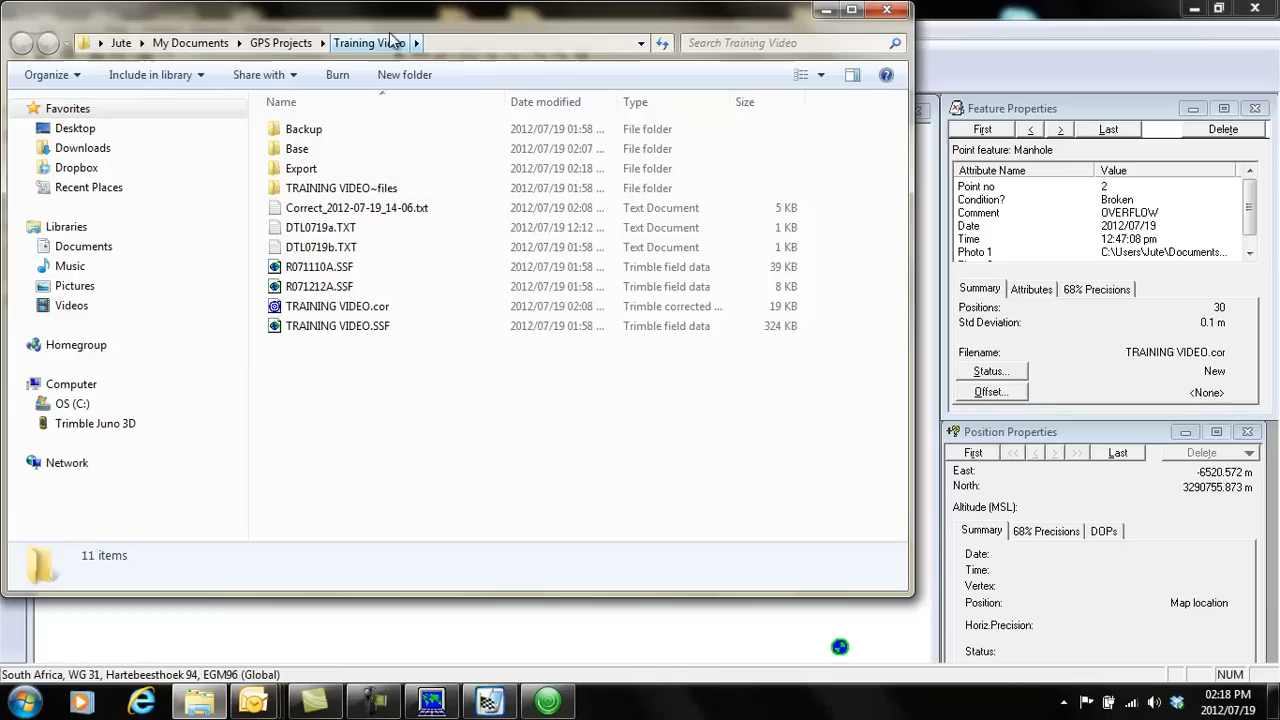 Jute My Documents GPS Projects Training Video Search Training Video
Organize Include in library Share with Burn New folder
Name Date modified Type Size
Favorites
Desktop
Downloads
Dropbox
Recent Places
Libraries
Documents
Music
Pictures
Videos
Homegroup
Computer
OS (C:)
Trimble Juno 3D
Network
Backup 2012/07/19 01:58 ... File folder
Base 2012/07/19 02:07 ... File folder
Export 2012/07/19 02:18 ... File folder
TRAINING VIDEO~files 2012/07/19 01:58 ... File folder
Correct_2012-07-19_14-06.txt 2012/07/19 02:08 ... Text Document 5 KB
DTL0719a.TXT 2012/07/19 12:12 ... Text Document 1 KB
DTL0719b.TXT 2012/07/19 01:58 ... Text Document 1 KB
R071110A.SSF 2012/07/19 01:58 ... Trimble field data 39 KB
R071212A.SSF 2012/07/19 01:58 ... Trimble field data 8 KB
TRAINING VIDEO.cor 2012/07/19 02:08 ... Trimble corrected ... 19 KB
TRAINING VIDEO.SSF 2012/07/19 01:58 ... Trimble field data 324 KB
11 items
Feature Properties
First < > Last Delete
Point feature: Manhole
Attribute Name Value
Point no 2
Condition? Broken
Comment OVERFLOW
Date 2012/07/19
Time 12:47:08 pm
Photo 1 C:\Users\Jute\Documents...
Summary Attributes 68% Precisions
Positions: 30
Std Deviation: 0.1 m
Filename: TRAINING VIDEO.cor
Status... New
Offset... <None>
Position Properties
First << < > >> Last Delete
East: -6520.572 m
North: 3290755.873 m
Altitude (MSL):
Summary 68% Precisions DOPs
Date:
Time:
Vertex:
Position: Map location
Horiz.Precision:
Status:
South Africa, WG 31, Hartebeesthoek 94, EGM96 (Global) NUM
02:18 PM
2012/07/19